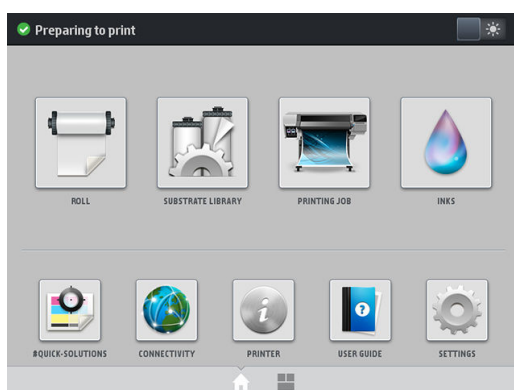 Preparing to print
ROLL
SUBSTRATE LIBRARY
PRINTING JOB
INKS
#QUICK-SOLUTIONS
CONNECTIVITY
PRINTER
USER GUIDE
SETTINGS